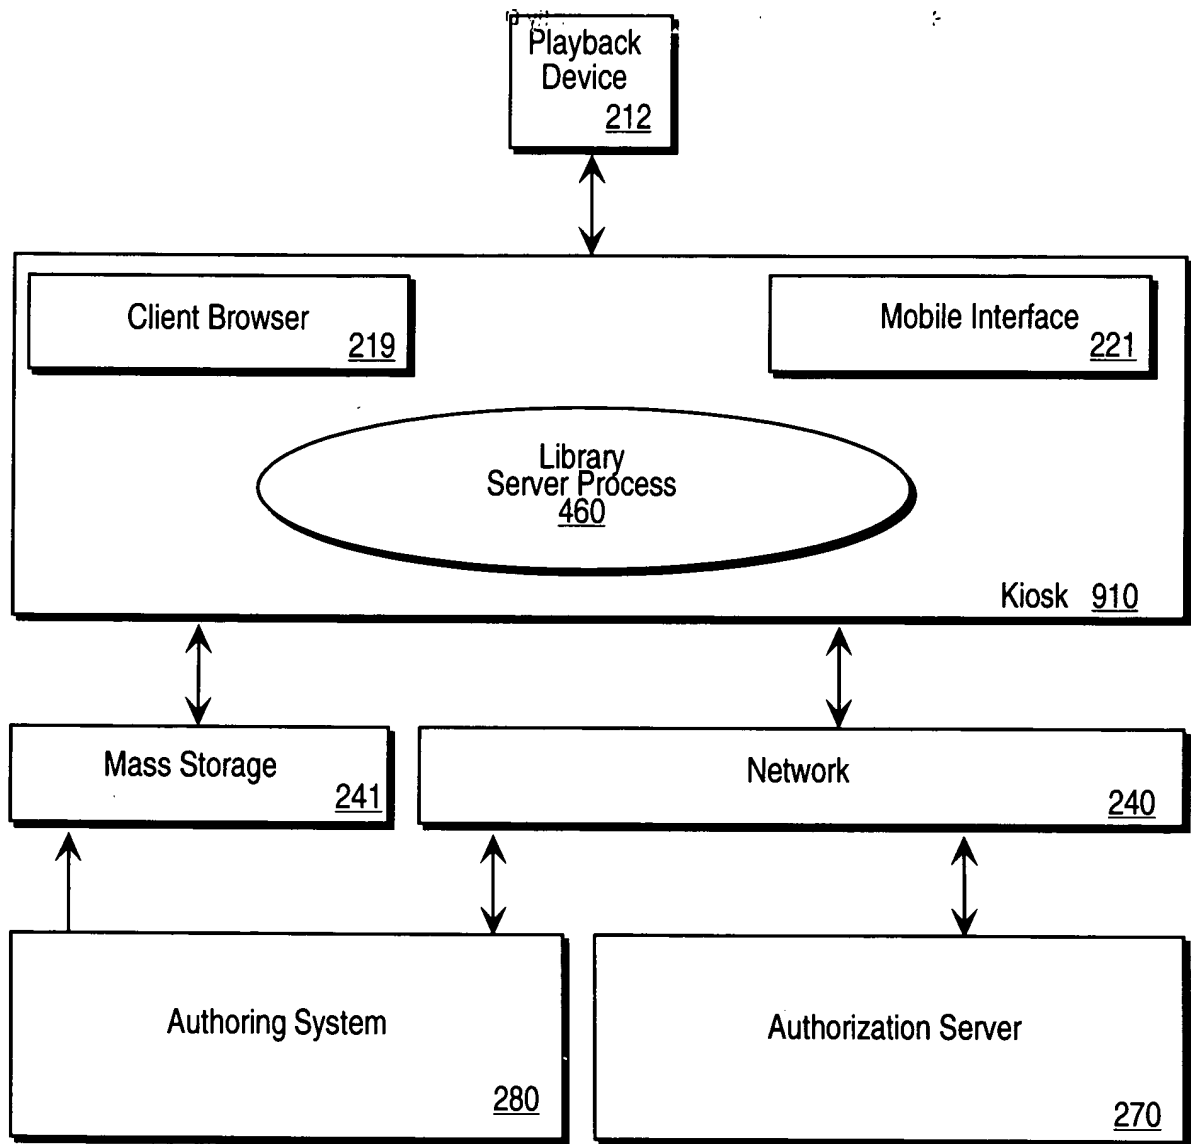 Playback
Device
212
Client Browser
219
Mobile Interface
221
Library
Server Process
460
Kiosk 910
Mass Storage
241
Network
240
Authoring System
280
Authorization Server
270